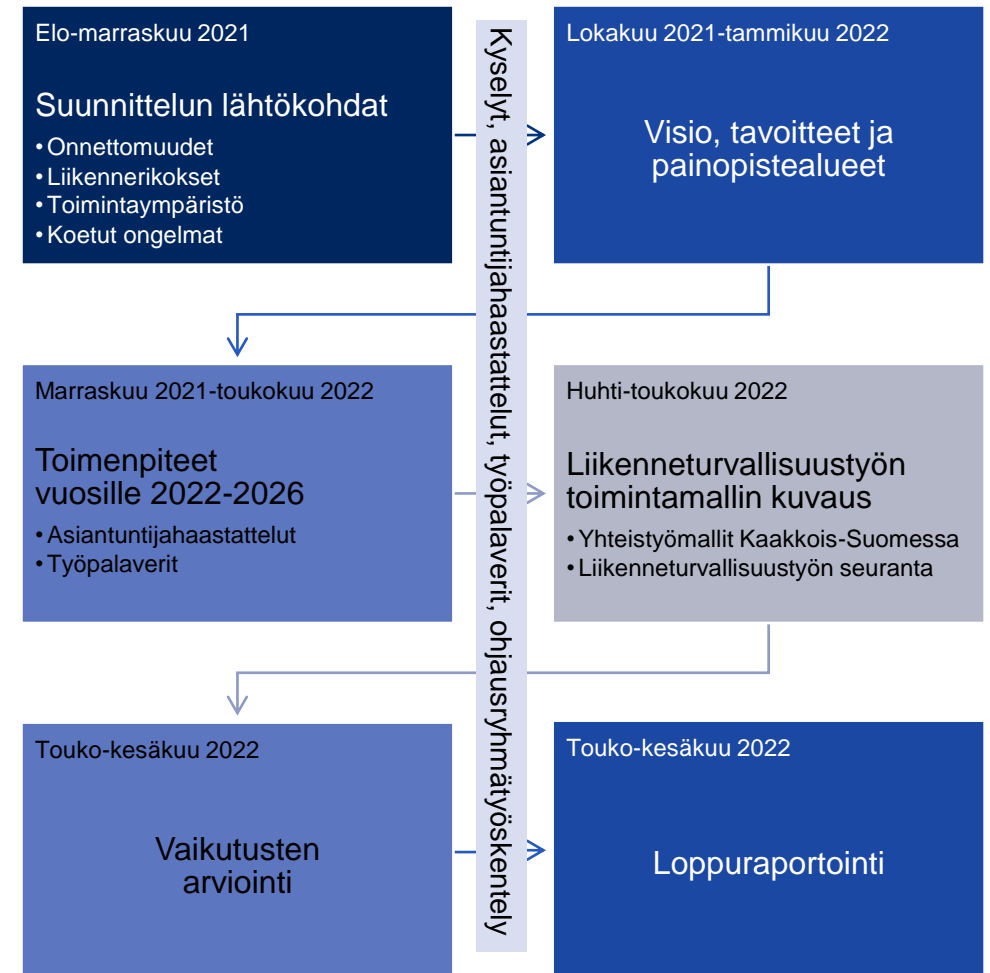 Elo-marraskuu 2021
Suunnittelun lähtökohdat
• Onnettomuudet
• Liikennerikokset
• Toimintaympäristö
• Koetut ongelmat
Lokakuu 2021-tammikuu 2022
Visio, tavoitteet ja
painopistealueet
Kyselyt, asiantuntijahaastattelut, työpalaverit, ohjausryhmätyöskentely
Marraskuu 2021-toukokuu 2022
Toimenpiteet
vuosille 2022-2026
• Asiantuntijahaastattelut
• Työpalaverit
Huhti-toukokuu 2022
Liikenneturvallisuustyön
toimintamallin kuvaus
• Yhteistyömallit Kaakkois-Suomessa
• Liikenneturvallisuustyön seuranta
Touko-kesäkuu 2022
Vaikutusten
arviointi
Touko-kesäkuu 2022
Loppuraportointi